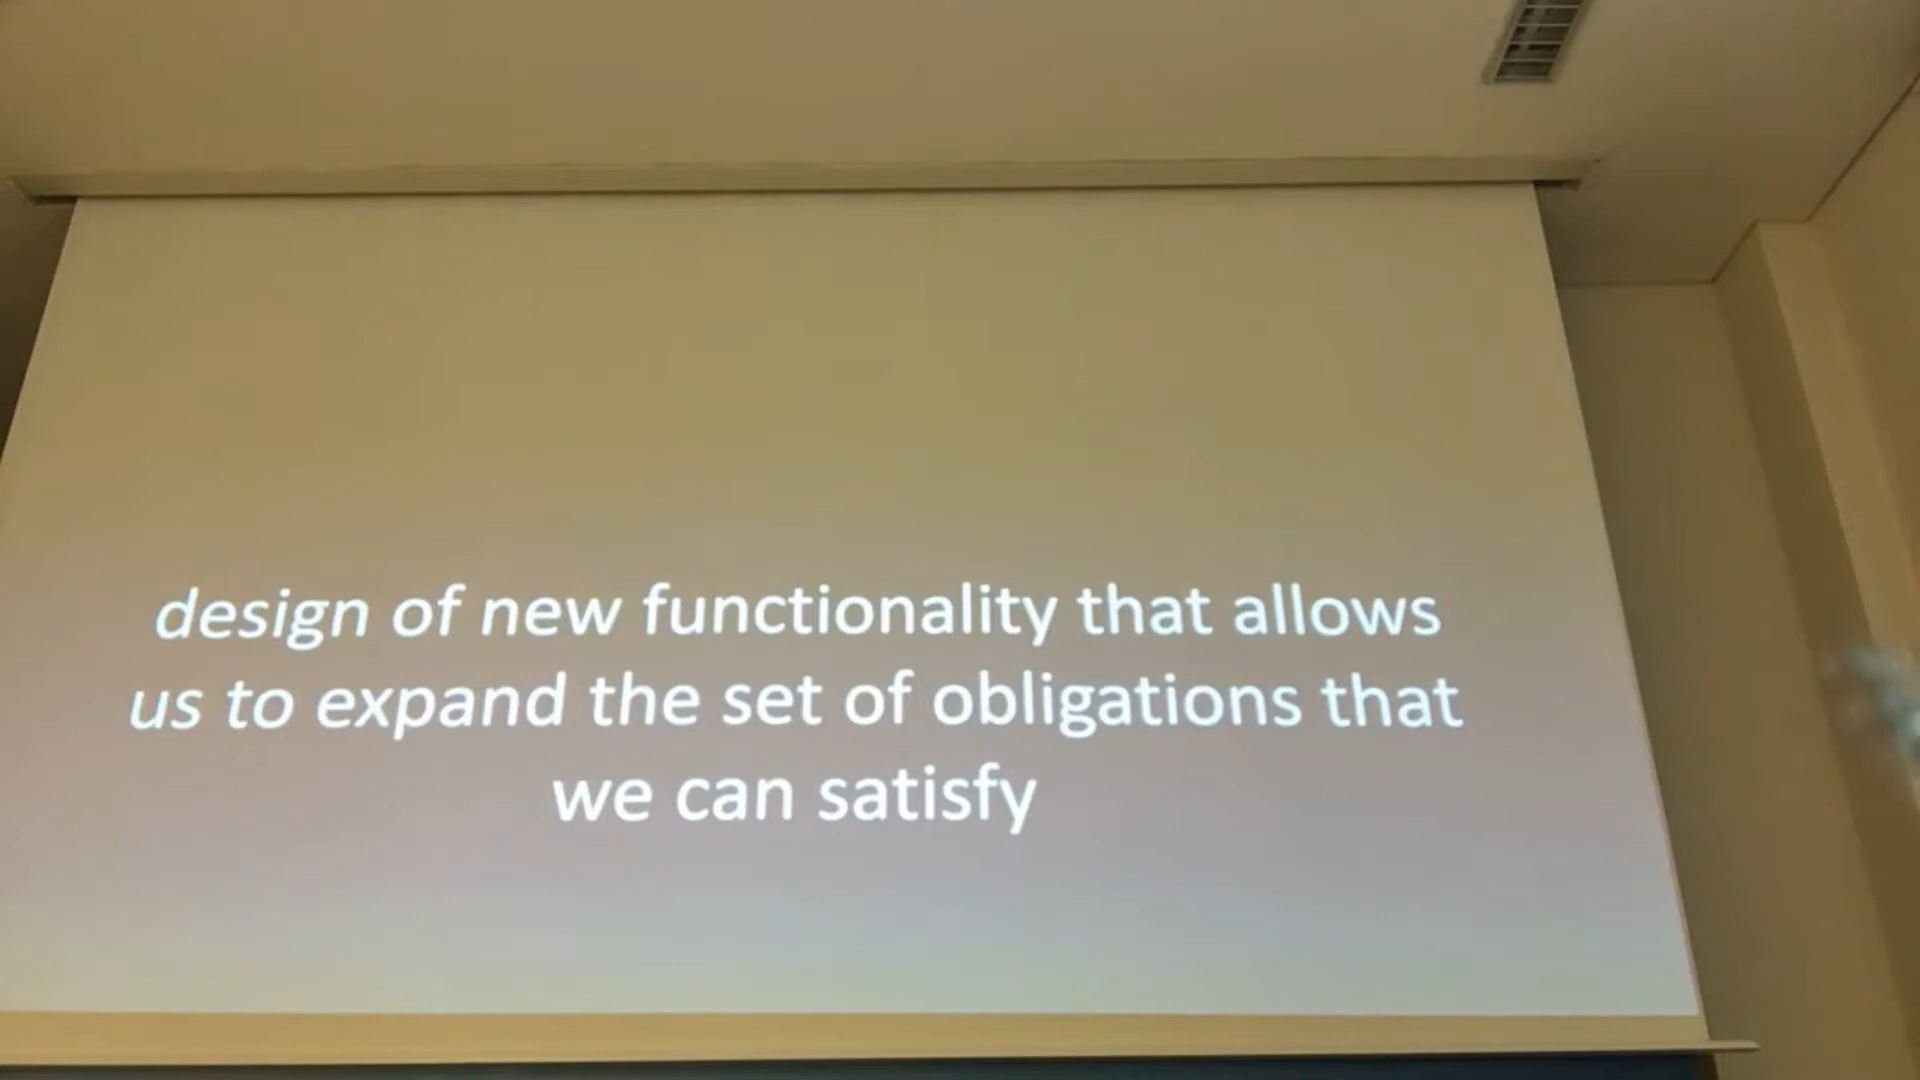 design of new functionality that allows
us to expand the set of obligations that
we can satisfy